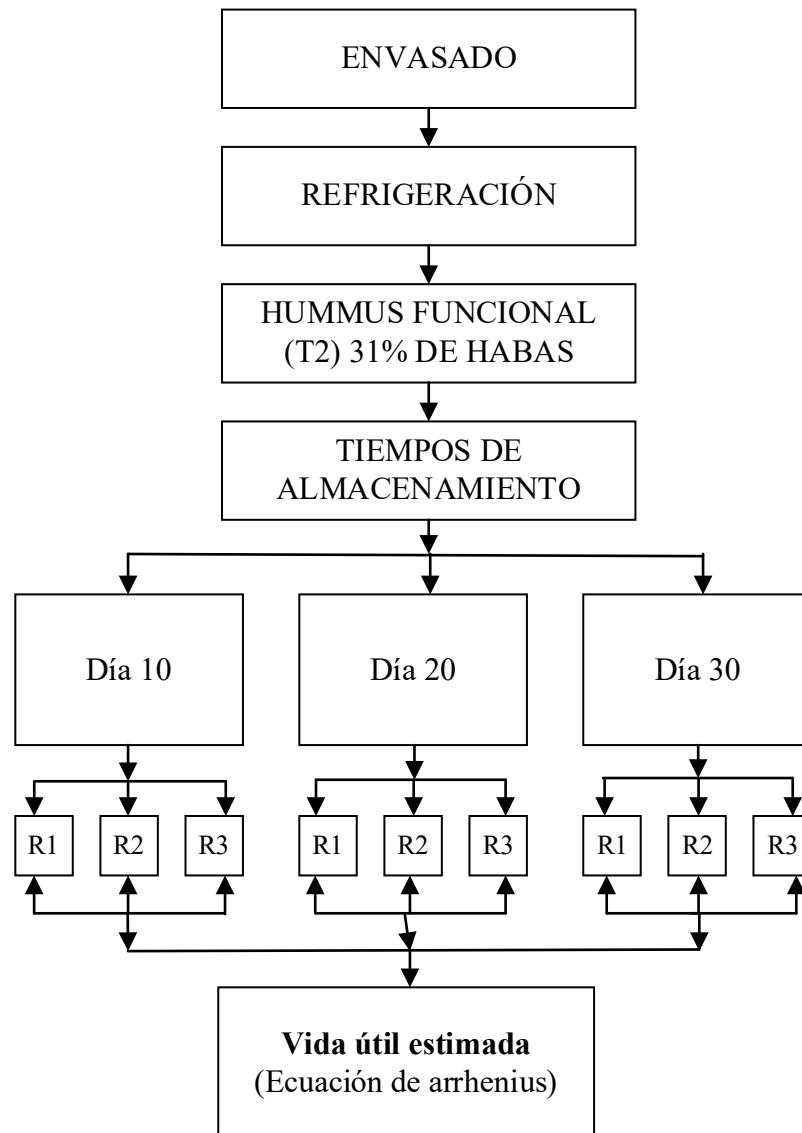 ENVASADO
REFRIGERACIÓN
HUMMUS FUNCIONAL
(T2) 31% DE HABAS
TIEMPOS DE
ALMACENAMIENTO
Día 10
Día 20
Día 30
R1
R2
R3
R1
R2
R3
R1
R2
R3
Vida útil estimada
(Ecuación de arrhenius)